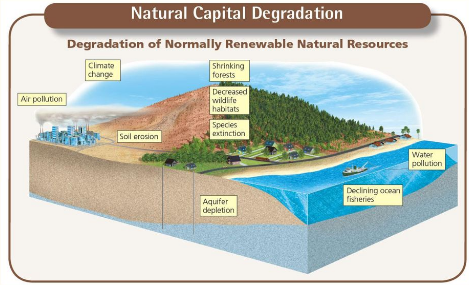 Natural Capital Degradation
Degradation of Normally Renewable Natural Resources
Climate
change
Shrinking
forests
Air pollution
Decreased
wildlife
habitats
Soil erosion
Species
extinction
Water
pollution
Declining ocean
fisheries
Aquifer
depletion